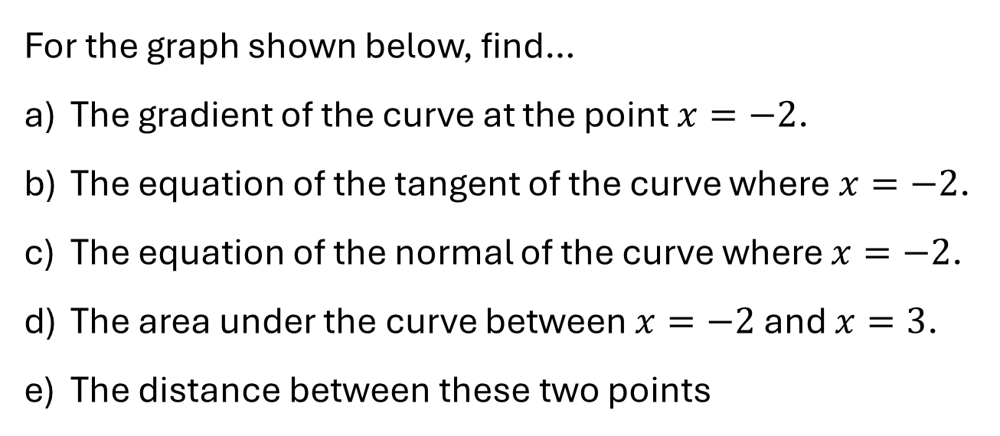 For the graph shown below, find...
a) The gradient of the curve at the point x = −2.
b) The equation of the tangent of the curve where x = −2.
c) The equation of the normal of the curve where x = −2.
d) The area under the curve between x = −2 and x = 3.
e) The distance between these two points